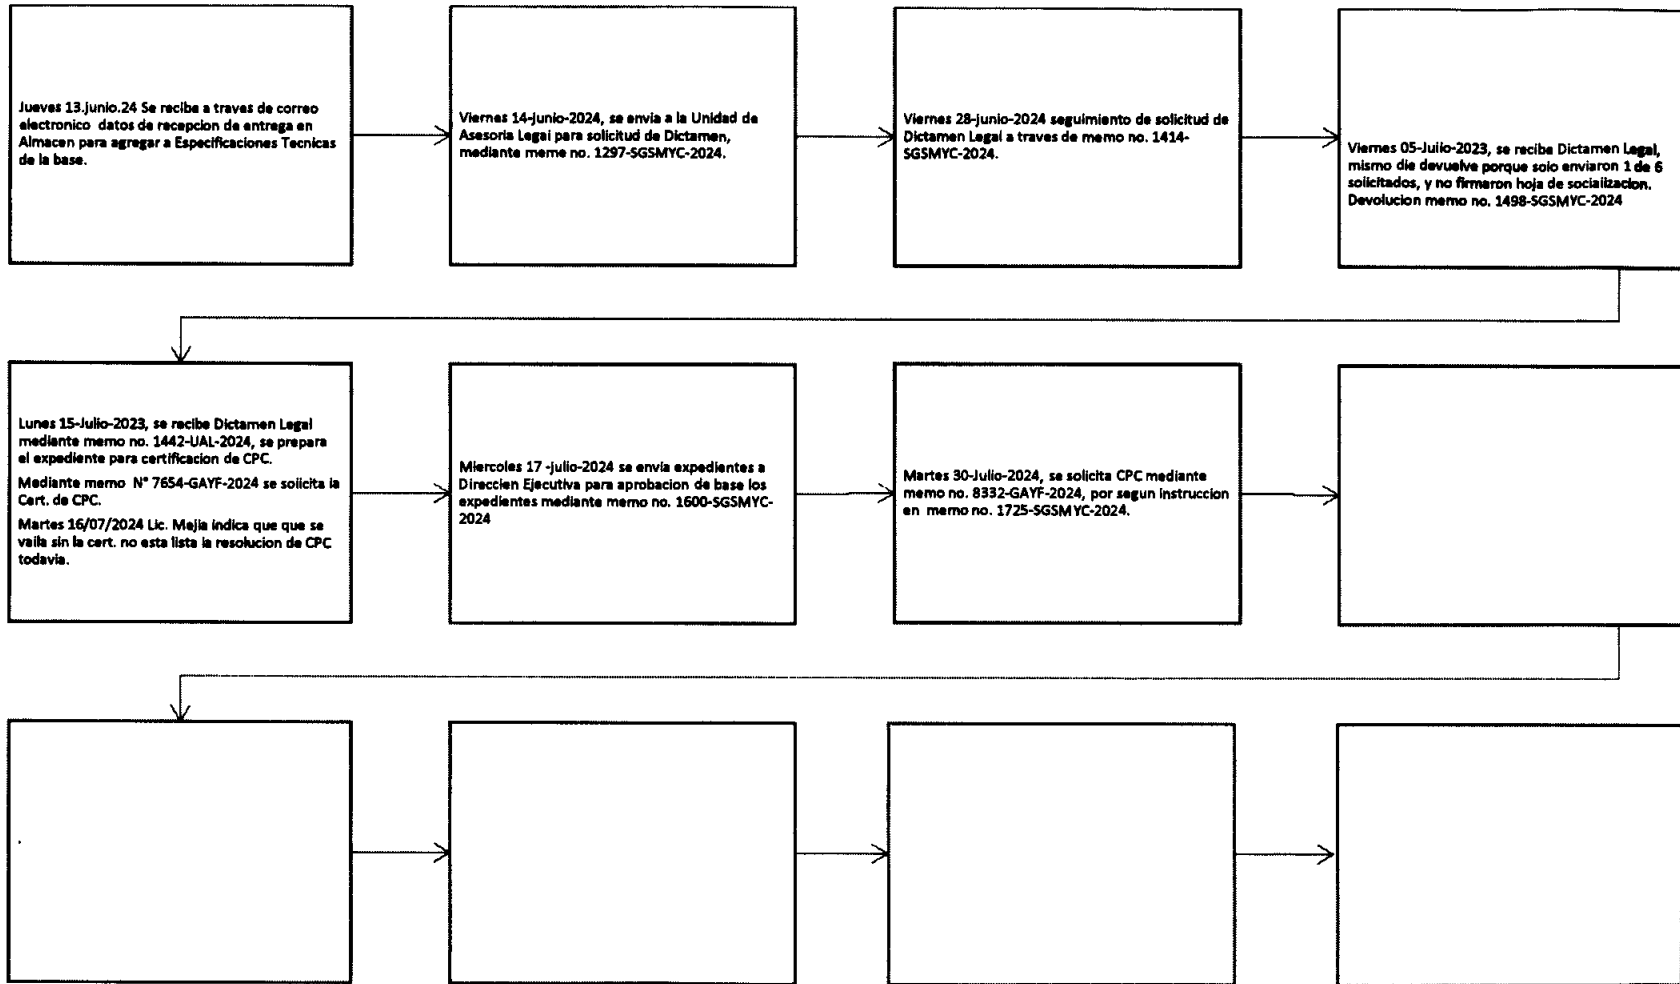 Jueves 13.junio.24 Se recibe a traves de correo
electronico datos de recepcion de entrega en
Almacen para agregar a Especificaciones Tecnicas
de la base.
Viernes 14-junio-2024, se envia a la Unidad de
Asesoria Legal para solicitud de Dictamen,
mediante meme no. 1297-SGSMYC-2024.
Viernes 28-junio-2024 seguimiento de solicitud de
Dictamen Legal a traves de memo no. 1414-
SGSMYC-2024.
Viernes 05-Julio-2023, se recibe Dictamen Legal,
mismo die devuelve porque solo enviaron 1 de 6
solicitados, y no firmaron hoja de socializacion.
Devolucion memo no. 1498-SGSMYC-2024
Lunes 15-Julio-2023, se recibe Dictamen Legal
mediante memo no. 1442-UAL-2024, se prepara
el expediente para certificacion de CPC.
Mediante memo N° 7654-GAYF-2024 se solicita la
Cert. de CPC.
Martes 16/07/2024 Lic. Mejia indica que que se
valla sin la cert. no esta lista la resolucion de CPC
todavia.
Miercoles 17 -julio-2024 se envia expedientes a
Direccien Ejecutiva para aprobacion de base los
expedientes mediante memo no. 1600-SGSMYC-
2024
Martes 30-Julio-2024, se solicita CPC mediante
memo no. 8332-GAYF-2024, por segun instruccion
en memo no. 1725-SGSMYC-2024.